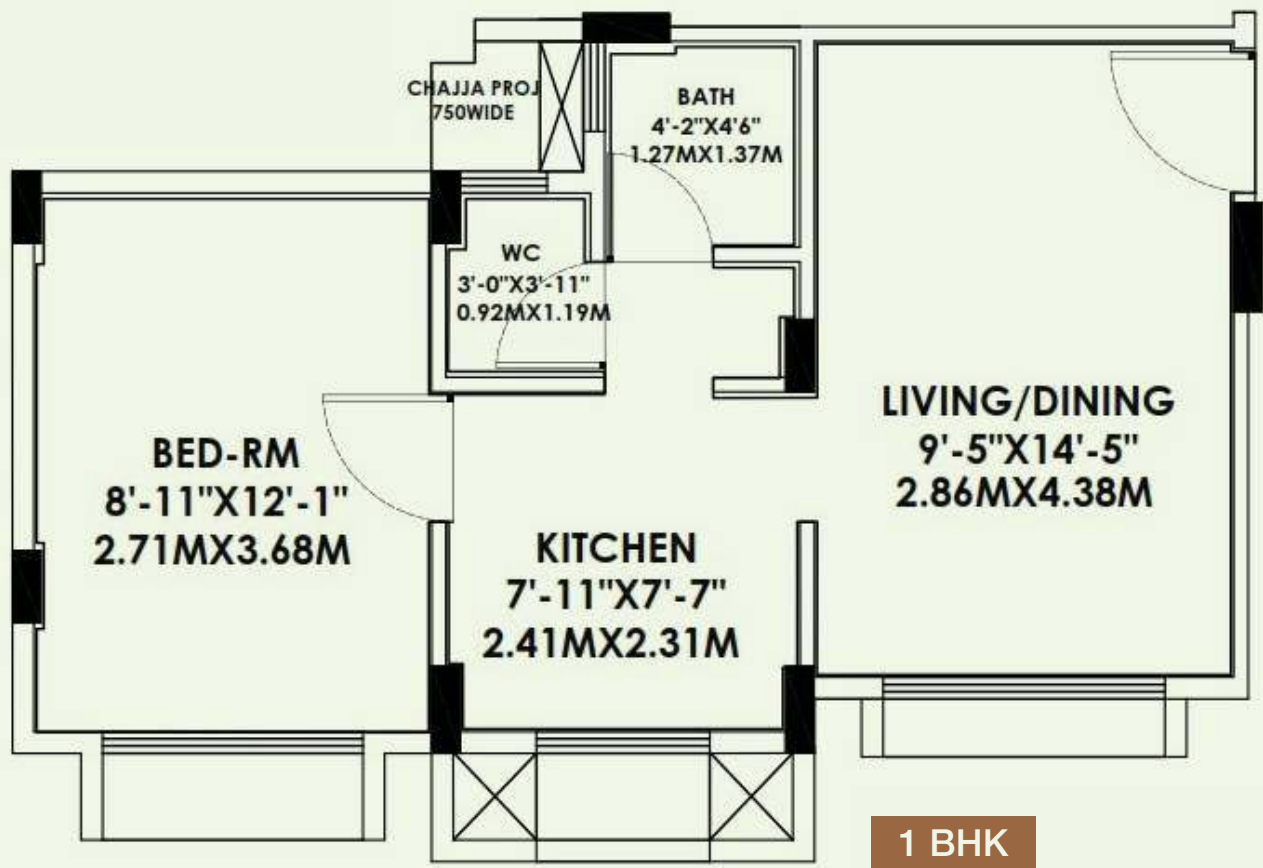 CHAJJA PROJ
750WIDE
BATH
4'-2"X4'6"
1.27MX1.37M
WC
3'-0"X3'-11"
0.92MX1.19M
LIVING/DINING
9'-5"X14'-5"
2.86MX4.38M
BED-RM
8'-11"X12'-1"
2.71MX3.68M
KITCHEN
7'-11"X7'-7"
2.41MX2.31M
1 BHK